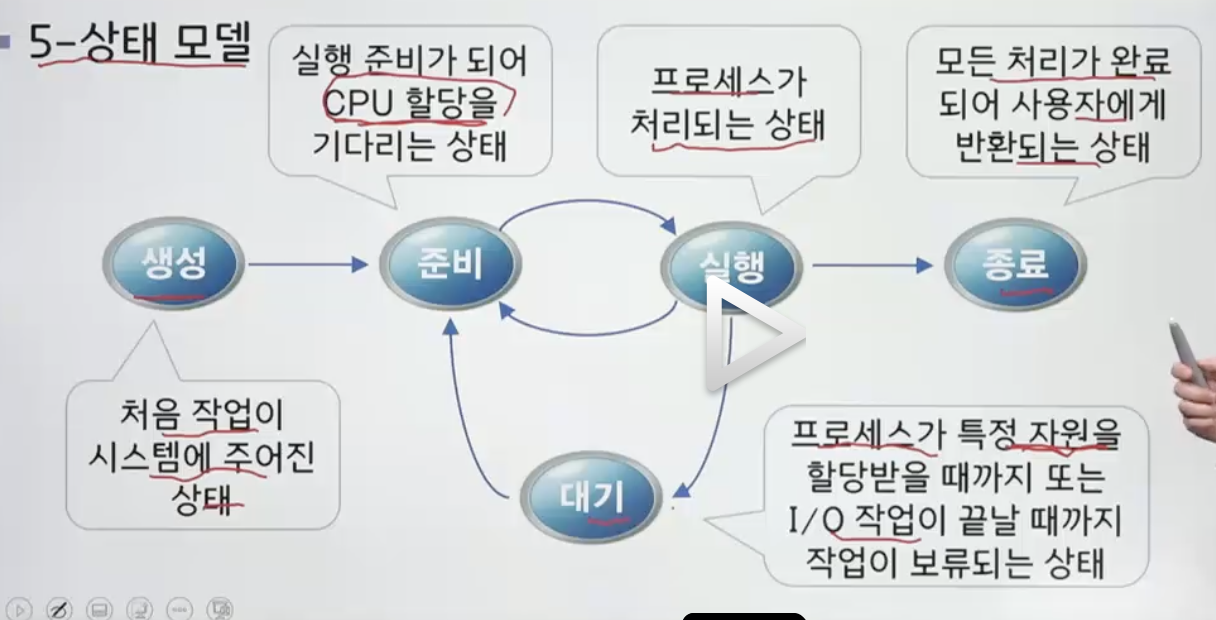 5-상태 모델
실행 준비가 되어
CPU 할당을
기다리는 상태
프로세스가
처리되는 상태
모든 처리가 완료
되어 사용자에게
반환되는 상태
생성
준비
실행
종료
처음 작업이
시스템에 주어진
상태
대기
프로세스가 특정 자원을
할당받을 때까지 또는
I/O 작업이 끝날 때까지
작업이 보류되는 상태